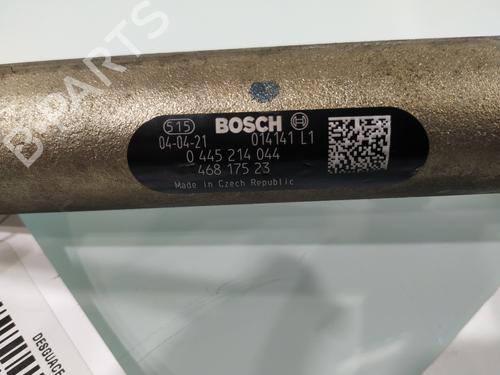 B-PARTS
515 BOSCH
04-04-21 014141 L1
0 445 214 044
468 175 23
Made in Czech Republic
DESGUACE